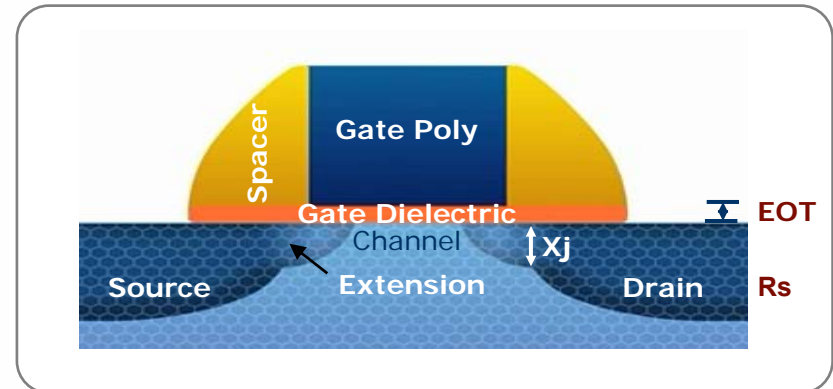 Spacer
Gate Poly
Gate Dielectric
EOT
Channel
Xj
Source
Extension
Drain
Rs